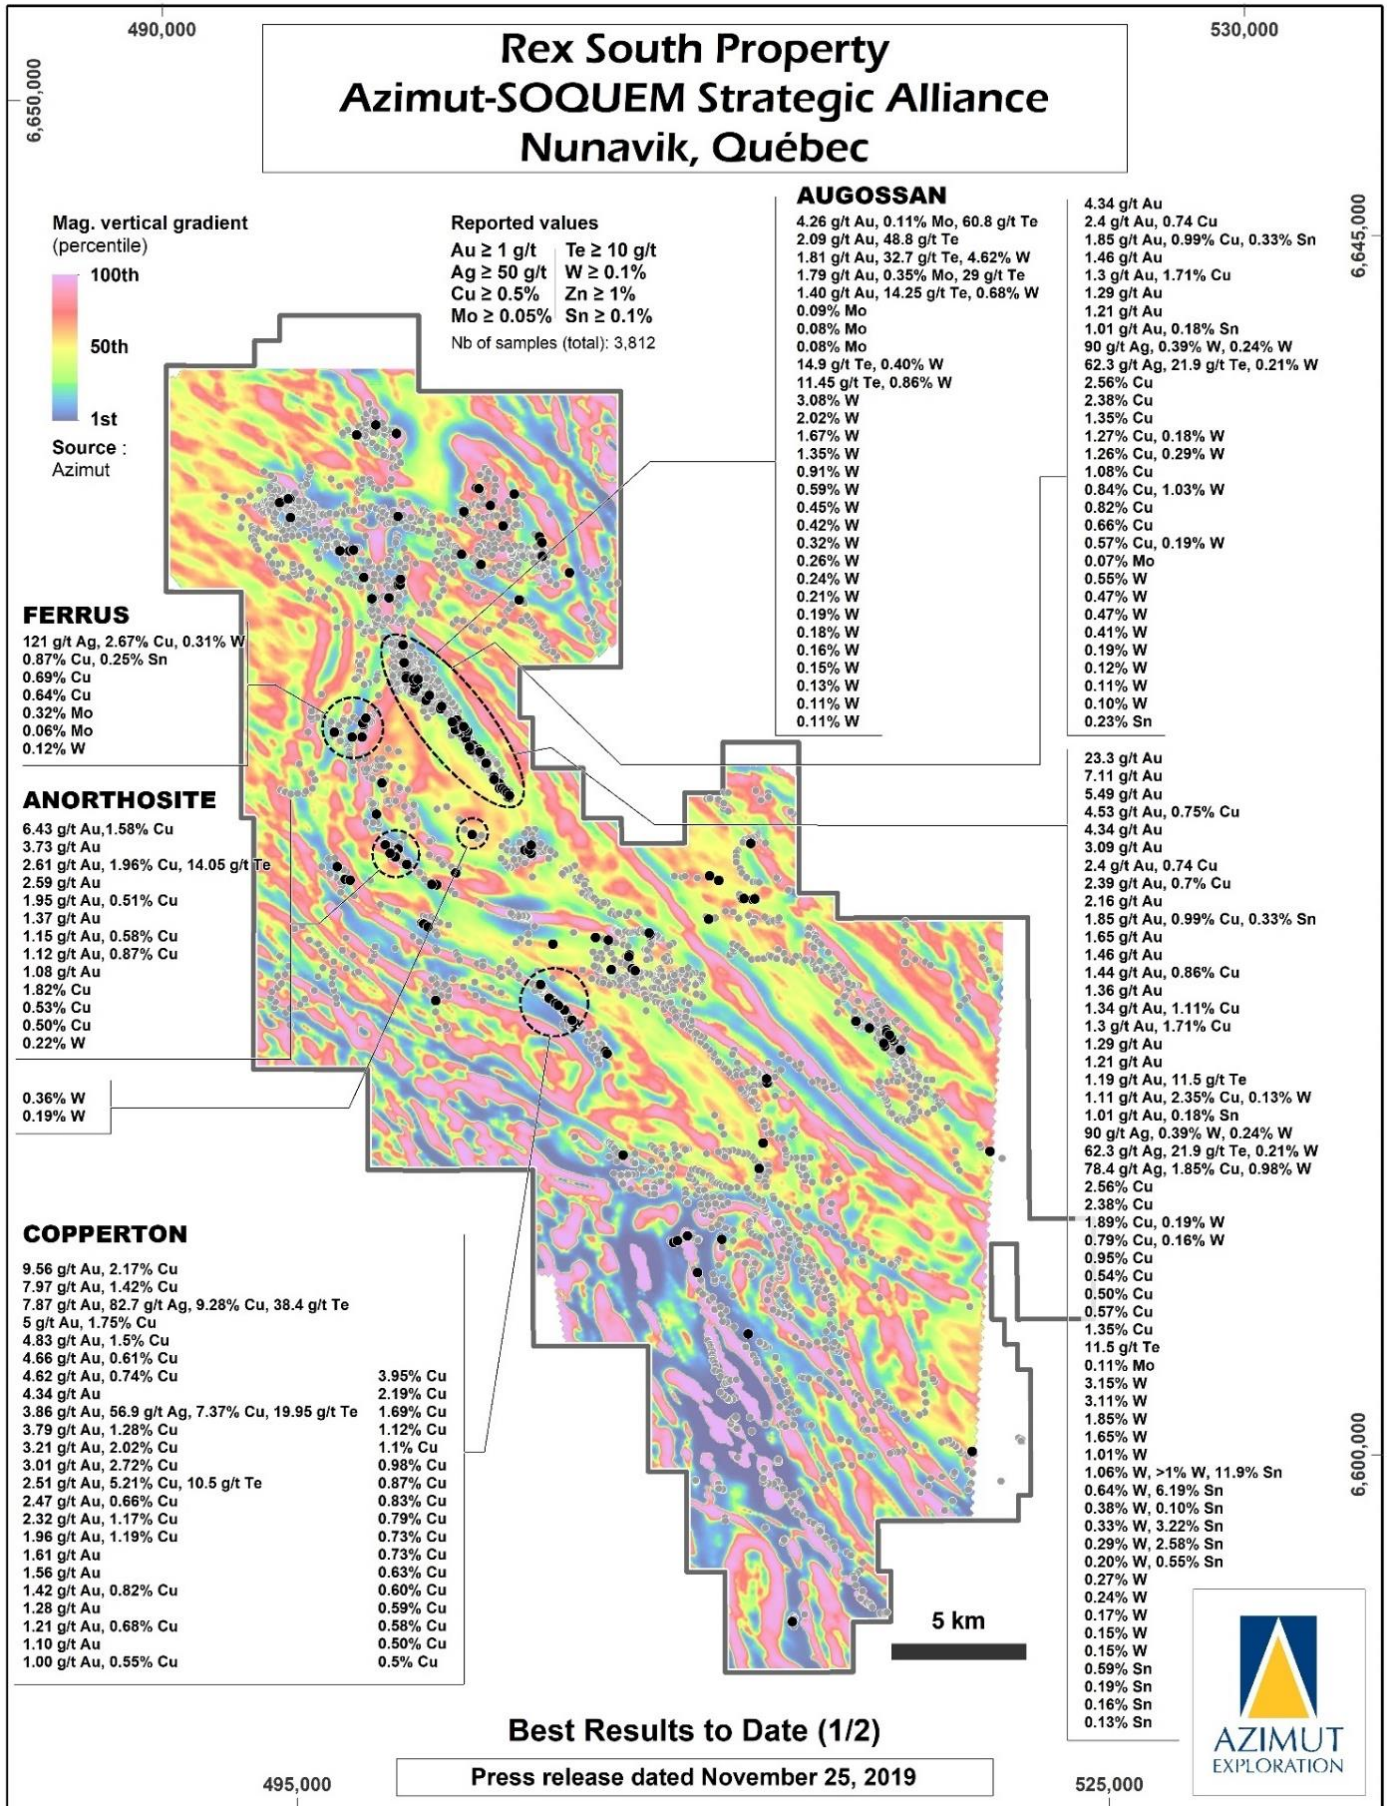 490,000
530,000
6,650,000
Rex South Property
Azimut-SOQUEM Strategic Alliance
Nunavik, Québec
6,645,000
Mag. vertical gradient
(percentile)
100th
50th
1st
Source :
Azimut
Reported values
Au ≥ 1 g/t
Ag ≥ 50 g/t
Cu ≥ 0.5%
Mo ≥ 0.05%
Te ≥ 10 g/t
W ≥ 0.1%
Zn ≥ 1%
Sn ≥ 0.1%
Nb of samples (total): 3,812
AUGOSSAN
4.26 g/t Au, 0.11% Mo, 60.8 g/t Te
2.09 g/t Au, 48.8 g/t Te
1.81 g/t Au, 32.7 g/t Te, 4.62% W
1.79 g/t Au, 0.35% Mo, 29 g/t Te
1.40 g/t Au, 14.25 g/t Te, 0.68% W
0.09% Mo
0.08% Mo
0.08% Mo
14.9 g/t Te, 0.40% W
11.45 g/t Te, 0.86% W
3.08% W
2.02% W
1.67% W
1.35% W
0.91% W
0.59% W
0.45% W
0.42% W
0.32% W
0.26% W
0.24% W
0.21% W
0.19% W
0.18% W
0.16% W
0.15% W
0.13% W
0.11% W
0.11% W
4.34 g/t Au
2.4 g/t Au, 0.74 Cu
1.85 g/t Au, 0.99% Cu, 0.33% Sn
1.46 g/t Au
1.3 g/t Au, 1.71% Cu
1.29 g/t Au
1.21 g/t Au
1.01 g/t Au, 0.18% Sn
90 g/t Ag, 0.39% W, 0.24% W
62.3 g/t Ag, 21.9 g/t Te, 0.21% W
2.56% Cu
2.38% Cu
1.35% Cu
1.27% Cu, 0.18% W
1.26% Cu, 0.29% W
1.08% Cu
0.84% Cu, 1.03% W
0.82% Cu
0.66% Cu
0.57% Cu, 0.19% W
0.07% Mo
0.55% W
0.47% W
0.47% W
0.41% W
0.19% W
0.12% W
0.11% W
0.10% W
0.23% Sn
FERRUS
121 g/t Ag, 2.67% Cu, 0.31% W
0.87% Cu, 0.25% Sn
0.69% Cu
0.64% Cu
0.32% Mo
0.06% Mo
0.12% W
ANORTHOSITE
6.43 g/t Au,1.58% Cu
3.73 g/t Au
2.61 g/t Au, 1.96% Cu, 14.05 g/t Te
2.59 g/t Au
1.95 g/t Au, 0.51% Cu
1.37 g/t Au
1.15 g/t Au, 0.58% Cu
1.12 g/t Au, 0.87% Cu
1.08 g/t Au
1.82% Cu
0.53% Cu
0.50% Cu
0.22% W
0.36% W
0.19% W
23.3 g/t Au
7.11 g/t Au
5.49 g/t Au
4.53 g/t Au, 0.75% Cu
4.34 g/t Au
3.09 g/t Au
2.4 g/t Au, 0.74 Cu
2.39 g/t Au, 0.7% Cu
2.16 g/t Au
1.85 g/t Au, 0.99% Cu, 0.33% Sn
1.65 g/t Au
1.46 g/t Au
1.44 g/t Au, 0.86% Cu
1.36 g/t Au
1.34 g/t Au, 1.11% Cu
1.3 g/t Au, 1.71% Cu
1.29 g/t Au
1.21 g/t Au
1.19 g/t Au, 11.5 g/t Te
1.11 g/t Au, 2.35% Cu, 0.13% W
1.01 g/t Au, 0.18% Sn
90 g/t Ag, 0.39% W, 0.24% W
62.3 g/t Ag, 21.9 g/t Te, 0.21% W
78.4 g/t Ag, 1.85% Cu, 0.98% W
2.56% Cu
2.38% Cu
1.89% Cu, 0.19% W
0.79% Cu, 0.16% W
0.95% Cu
0.54% Cu
0.50% Cu
0.57% Cu
1.35% Cu
11.5 g/t Te
0.11% Mo
3.15% W
3.11% W
1.85% W
1.65% W
1.01% W
1.06% W, >1% W, 11.9% Sn
0.64% W, 6.19% Sn
0.38% W, 0.10% Sn
0.33% W, 3.22% Sn
0.29% W, 2.58% Sn
0.20% W, 0.55% Sn
0.27% W
0.24% W
0.17% W
0.15% W
0.15% W
0.59% Sn
0.19% Sn
0.16% Sn
0.13% Sn
COPPERTON
9.56 g/t Au, 2.17% Cu
7.97 g/t Au, 1.42% Cu
7.87 g/t Au, 82.7 g/t Ag, 9.28% Cu, 38.4 g/t Te
5 g/t Au, 1.75% Cu
4.83 g/t Au, 1.5% Cu
4.66 g/t Au, 0.61% Cu
4.62 g/t Au, 0.74% Cu
4.34 g/t Au
3.86 g/t Au, 56.9 g/t Ag, 7.37% Cu, 19.95 g/t Te
3.79 g/t Au, 1.28% Cu
3.21 g/t Au, 2.02% Cu
3.01 g/t Au, 2.72% Cu
2.51 g/t Au, 5.21% Cu, 10.5 g/t Te
2.47 g/t Au, 0.66% Cu
2.32 g/t Au, 1.17% Cu
1.96 g/t Au, 1.19% Cu
1.61 g/t Au
1.56 g/t Au
1.42 g/t Au, 0.82% Cu
1.28 g/t Au
1.21 g/t Au, 0.68% Cu
1.10 g/t Au
1.00 g/t Au, 0.55% Cu
3.95% Cu
2.19% Cu
1.69% Cu
1.12% Cu
1.1% Cu
0.98% Cu
0.87% Cu
0.83% Cu
0.79% Cu
0.73% Cu
0.73% Cu
0.63% Cu
0.60% Cu
0.59% Cu
0.58% Cu
0.50% Cu
0.5% Cu
6,600,000
5 km
Best Results to Date (1/2)
Press release dated November 25, 2019
AZIMUT
EXPLORATION
495,000
525,000